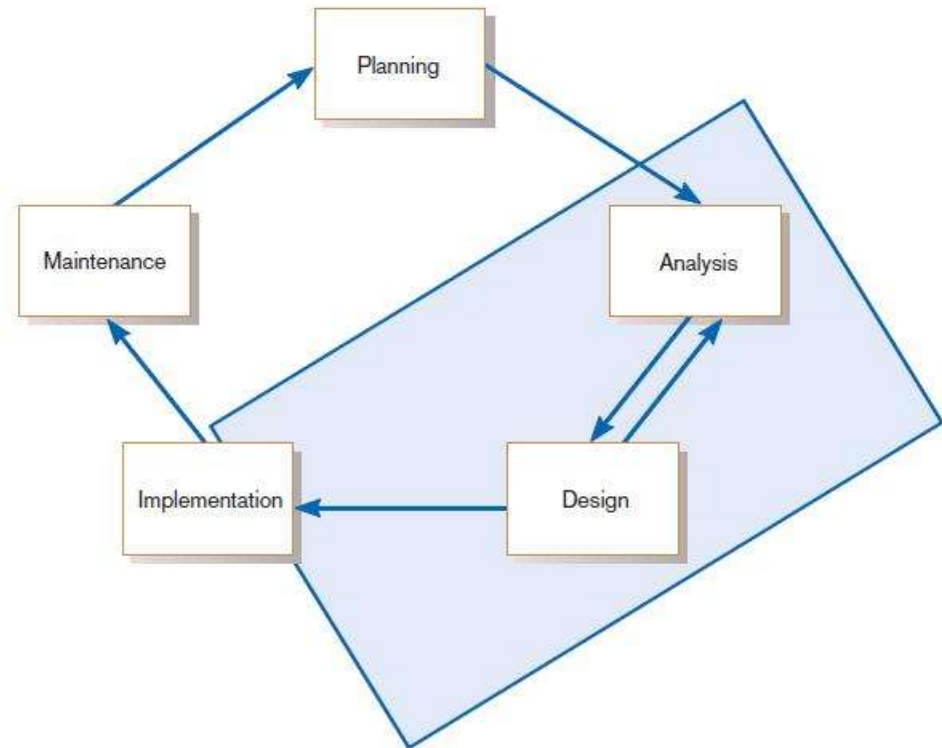 Planning
Maintenance
Analysis
Implementation
Design